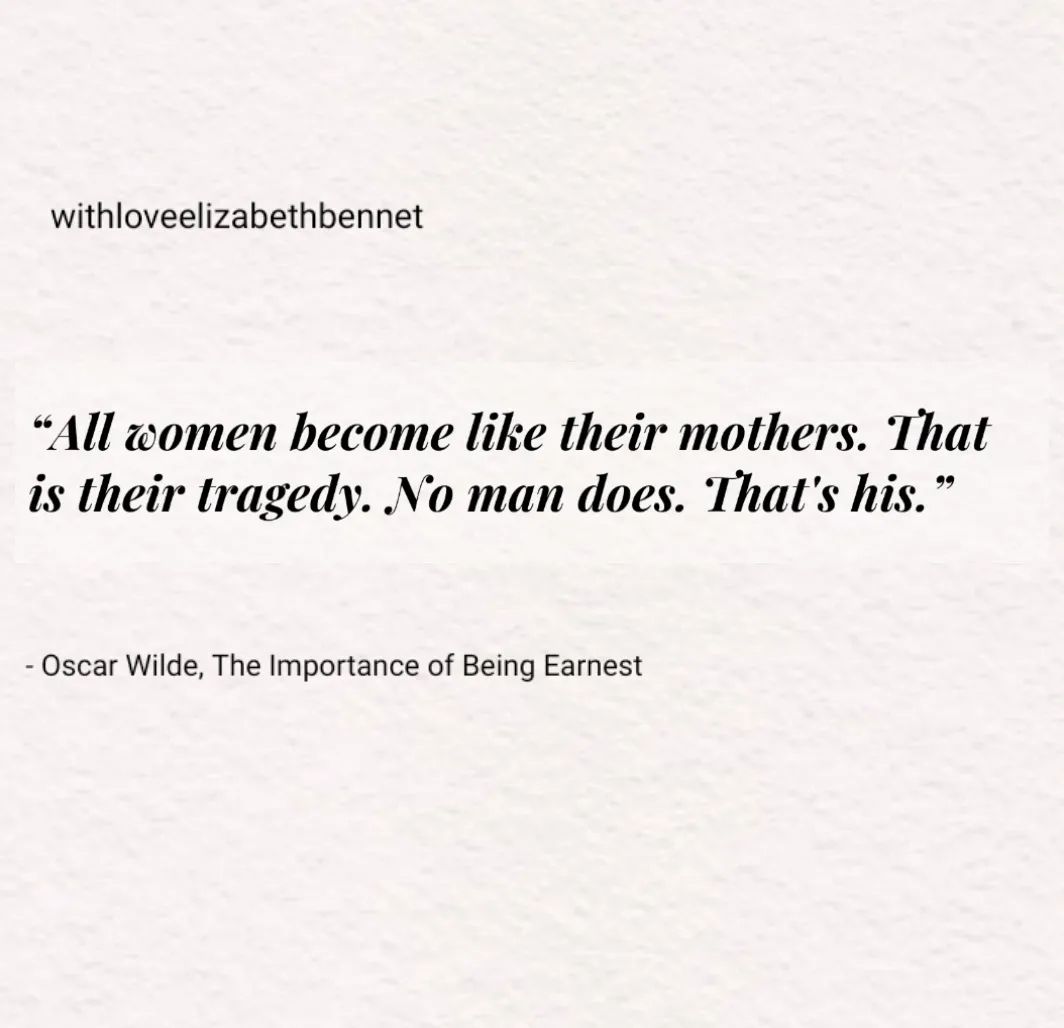 withloveelizabethbennet
“All women become like their mothers. That
is their tragedy. No man does. That's his.”
- Oscar Wilde, The Importance of Being Earnest